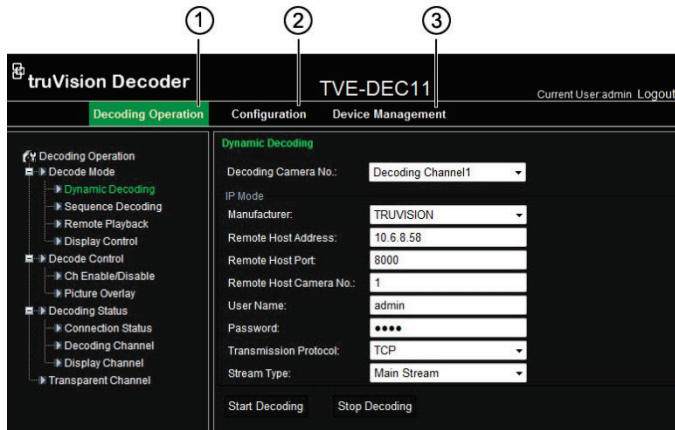 1 2 3
truVision Decoder
TVE-DEC11
Current User:admin Logout
Decoding Operation Configuration Device Management
Decoding Operation
Decode Mode
Dynamic Decoding
Sequence Decoding
Remote Playback
Display Control
Decode Control
Ch Enable/Disable
Picture Overlay
Decoding Status
Connection Status
Decoding Channel
Display Channel
Transparent Channel
Dynamic Decoding
Decoding Camera No.: Decoding Channel1
IP Mode
Manufacturer: TRUVISION
Remote Host Address: 10.6.8.58
Remote Host Port: 8000
Remote Host Camera No.: 1
User Name: admin
Password: ●●●●
Transmission Protocol: TCP
Stream Type: Main Stream
Start Decoding Stop Decoding